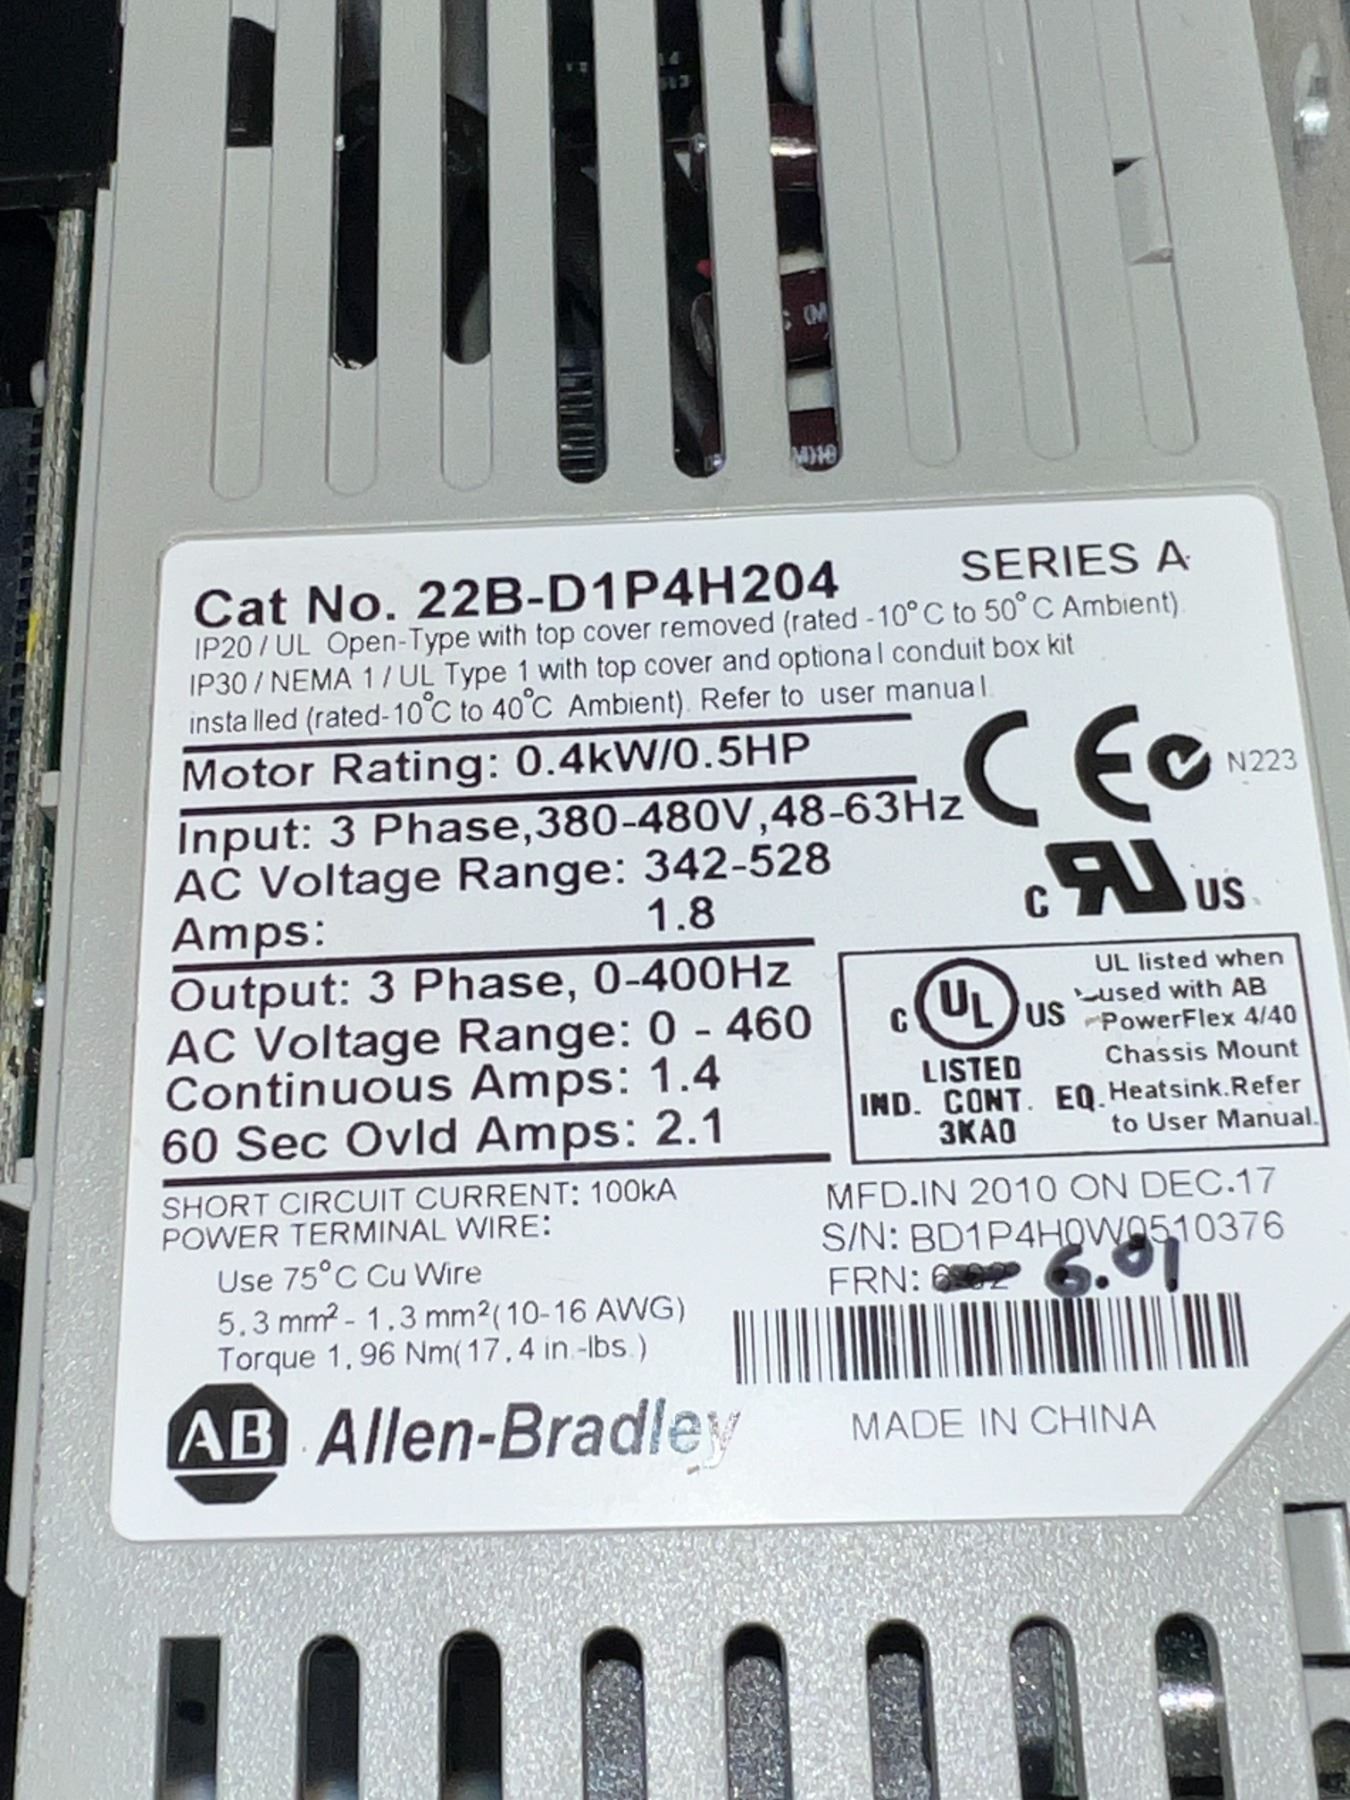 Cat No. 22B-D1P4H204
SERIES A
IP20 / UL Open-Type with top cover removed (rated -10°C to 50°C Ambient)
IP30 / NEMA 1 / UL Type 1 with top cover and optional conduit box kit
installed (rated-10°C to 40°C Ambient). Refer to user manual.
Motor Rating: 0.4kW/0.5HP
Input: 3 Phase,380-480V,48-63Hz
AC Voltage Range: 342-528
Amps: 1.8
CE
N223
C RU US
Output: 3 Phase, 0-400Hz
AC Voltage Range: 0 - 460
Continuous Amps: 1.4
60 Sec Ovld Amps: 2.1
C UL US
LISTED
IND. CONT. EQ.
3KA0
UL listed when
used with AB
PowerFlex 4/40
Chassis Mount
Heatsink.Refer
to User Manual.
SHORT CIRCUIT CURRENT: 100kA
POWER TERMINAL WIRE:
Use 75°C Cu Wire
5.3 mm² - 1.3 mm²(10-16 AWG)
Torque 1.96 Nm(17.4 in.-lbs.)
MFD.IN 2010 ON DEC.17
S/N: BD1P4H0W0510376
FRN: 6.01
AB Allen-Bradley
MADE IN CHINA